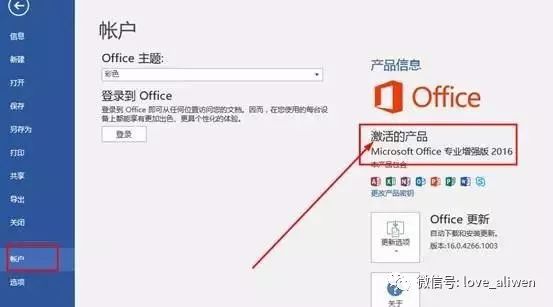 信息
新建
打开
保存
另存为
打印
共享
导出
关闭
帐户
选项
帐户
Office 主题:
彩色
登录到 Office
登录到 Office 即可从任何位置访问您的文档。因而，在您使用的每台设
备上都能享有更加出色、更具个性化的体验。
登录
产品信息
Office
激活的产品
Microsoft Office 专业增强版 2016
本产品包含
更改产品密钥
更新选项
Office 更新
自动下载和安装更新。
版本:16.0.4266.1003
?
微信号: love_aliwen